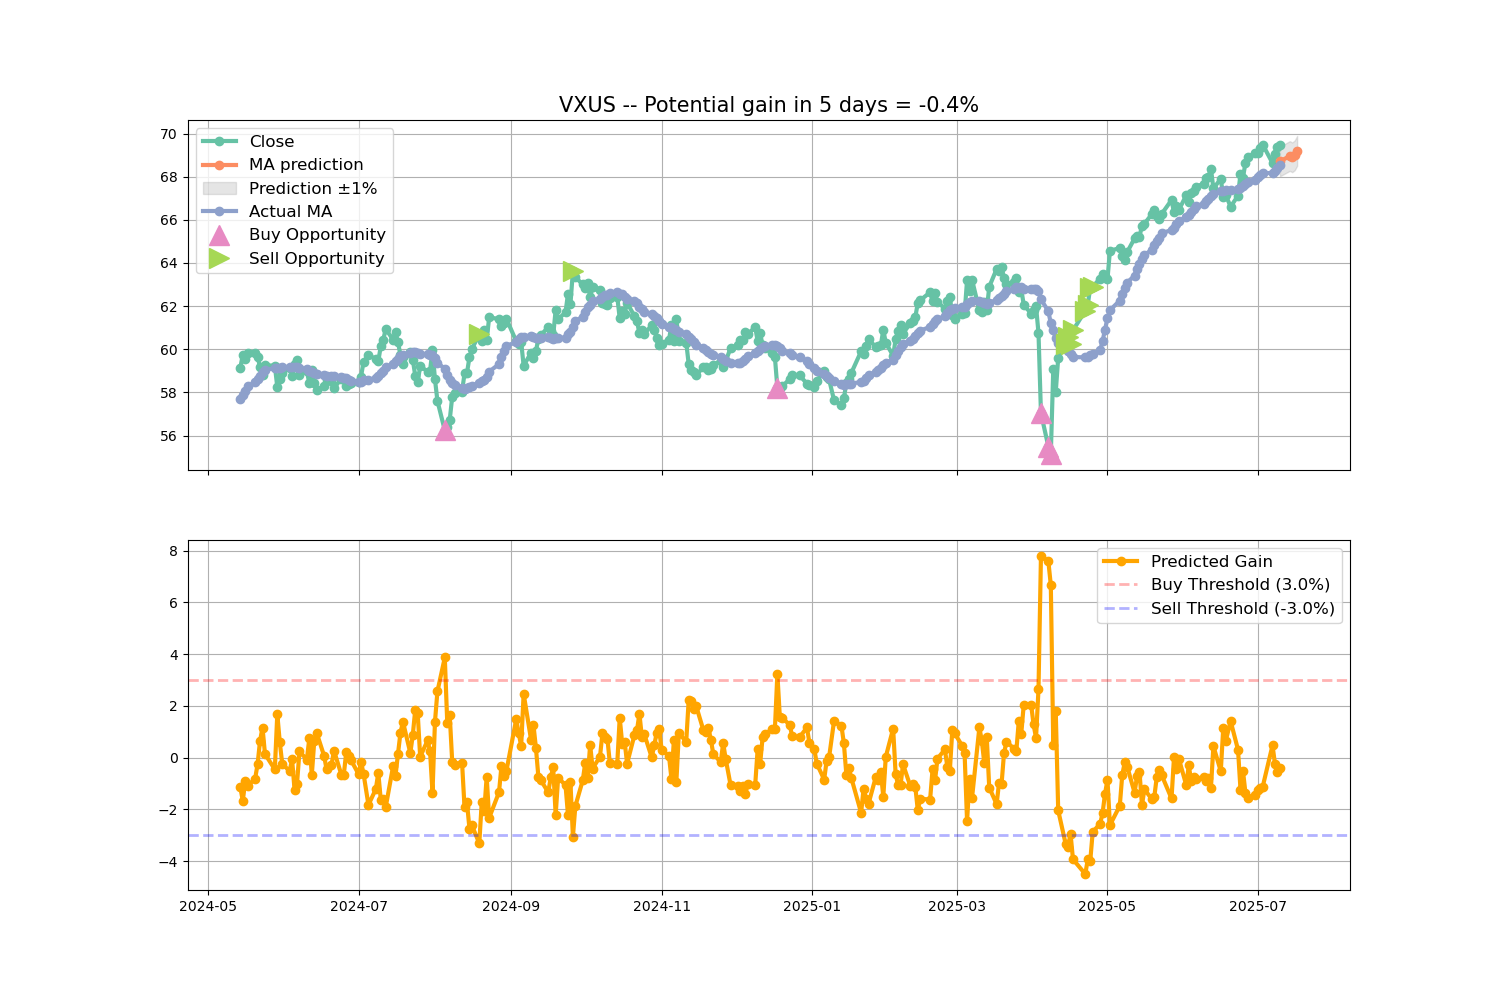 VXUS -- Potential gain in 5 days = -0.4%
70
68
66
64
62
60
58
56
Close
MA prediction
Prediction ±1%
Actual MA
Buy Opportunity
Sell Opportunity
8
6
4
2
0
−2
−4
Predicted Gain
Buy Threshold (3.0%)
Sell Threshold (-3.0%)
2024-05
2024-07
2024-09
2024-11
2025-01
2025-03
2025-05
2025-07